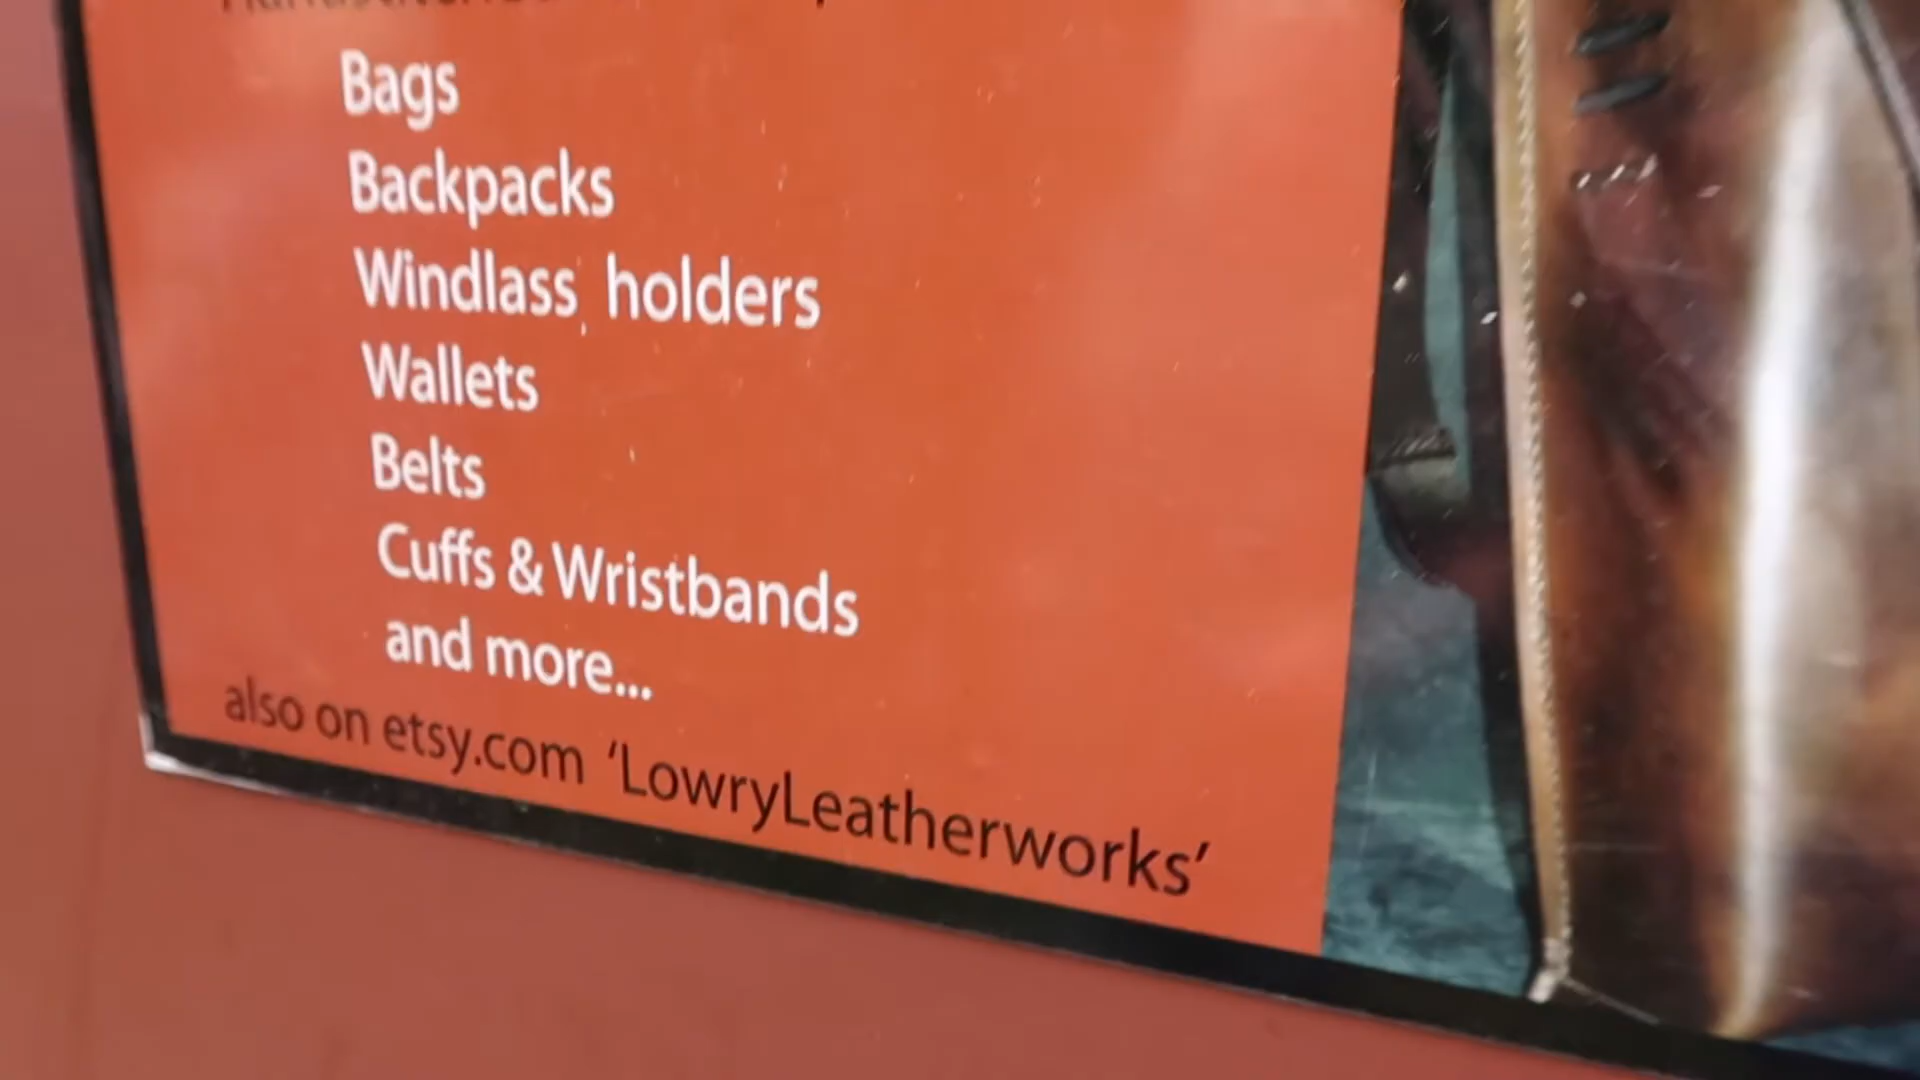 Bags
Backpacks
Windlass holders
Wallets
Belts
Cuffs & Wristbands
and more...
also on etsy.com 'LowryLeatherworks'